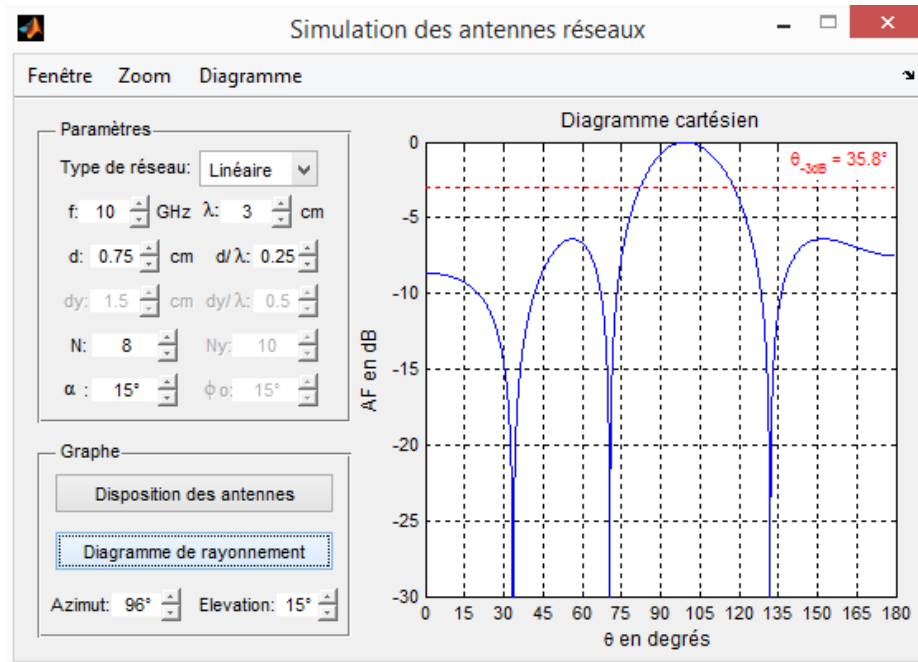 Simulation des antennes réseaux
Fenêtre Zoom Diagramme
Paramètres
Type de réseau: Linéaire
f: 10 GHz λ: 3 cm
d: 0.75 cm d/λ: 0.25
dy: 1.5 cm dy/λ: 0.5
N: 8 Ny: 10
α : 15° ϕo: 15°
Graphe
Disposition des antennes
Diagramme de rayonnement
Azimut: 96° Elevation: 15°
Diagramme cartésien
θ-3dB = 35.8°
AF en dB
0
-5
-10
-15
-20
-25
-30
0 15 30 45 60 75 90 105 120 135 150 165 180
θ en degrés